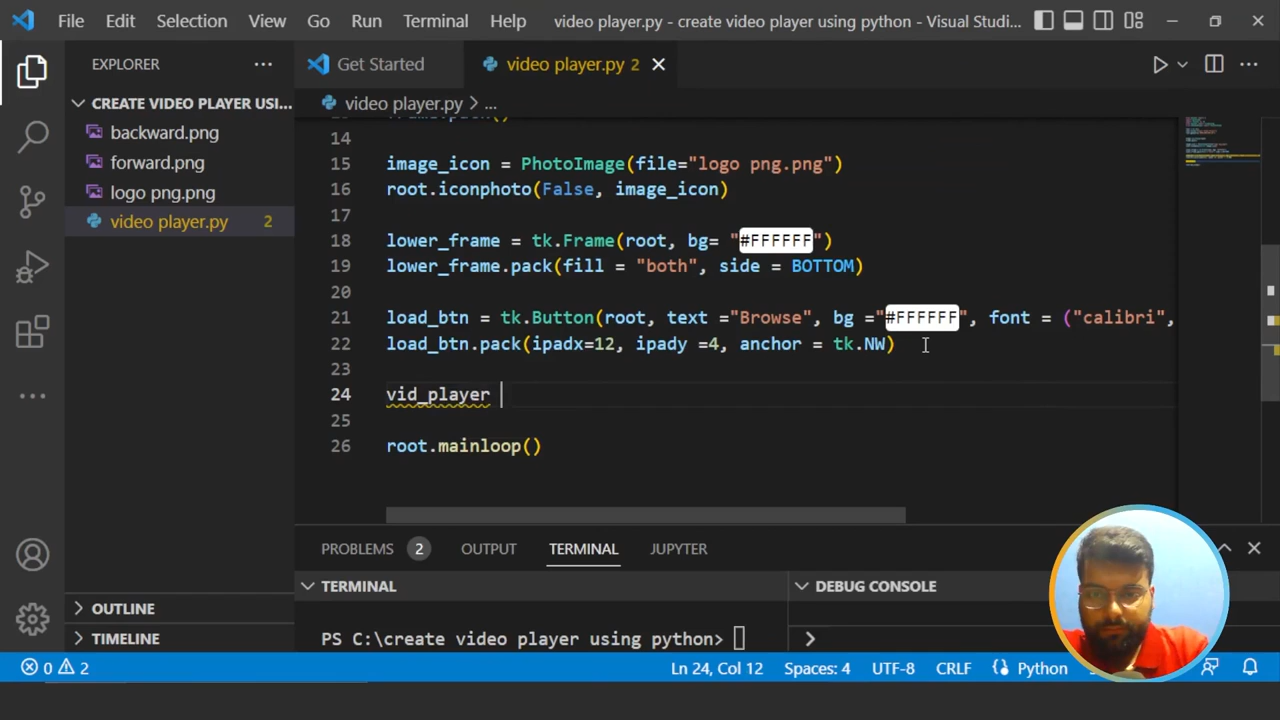 File Edit Selection View Go Run Terminal Help video player.py - create video player using python - Visual Studi...
EXPLORER
CREATE VIDEO PLAYER USI...
backward.png
forward.png
logo png.png
video player.py 2
OUTLINE
TIMELINE
Get Started video player.py 2
video player.py > ...
14
15 image_icon = PhotoImage(file="logo png.png")
16 root.iconphoto(False, image_icon)
17
18 lower_frame = tk.Frame(root, bg= "#FFFFFF")
19 lower_frame.pack(fill = "both", side = BOTTOM)
20
21 load_btn = tk.Button(root, text ="Browse", bg ="#FFFFFF", font = ("calibri",
22 load_btn.pack(ipadx=12, ipady =4, anchor = tk.NW)
23
24 vid_player
25
26 root.mainloop()
PROBLEMS 2 OUTPUT TERMINAL JUPYTER
TERMINAL
PS C:\create video player using python>
DEBUG CONSOLE
>
0 2 Ln 24, Col 12 Spaces: 4 UTF-8 CRLF Python